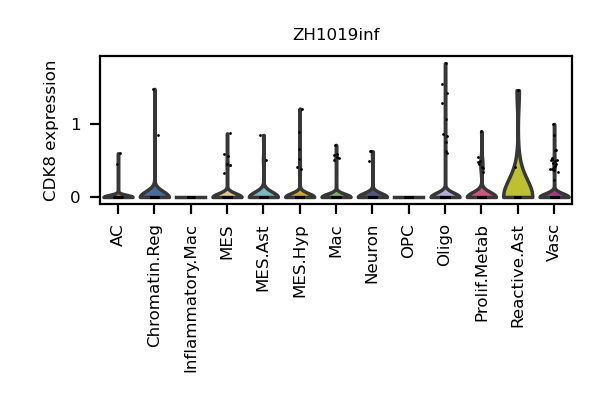 ZH1019inf
CDK8 expression
1
0
AC
Chromatin.Reg
Inflammatory.Mac
MES
MES.Ast
MES.Hyp
Mac
Neuron
OPC
Oligo
Prolif.Metab
Reactive.Ast
Vasc